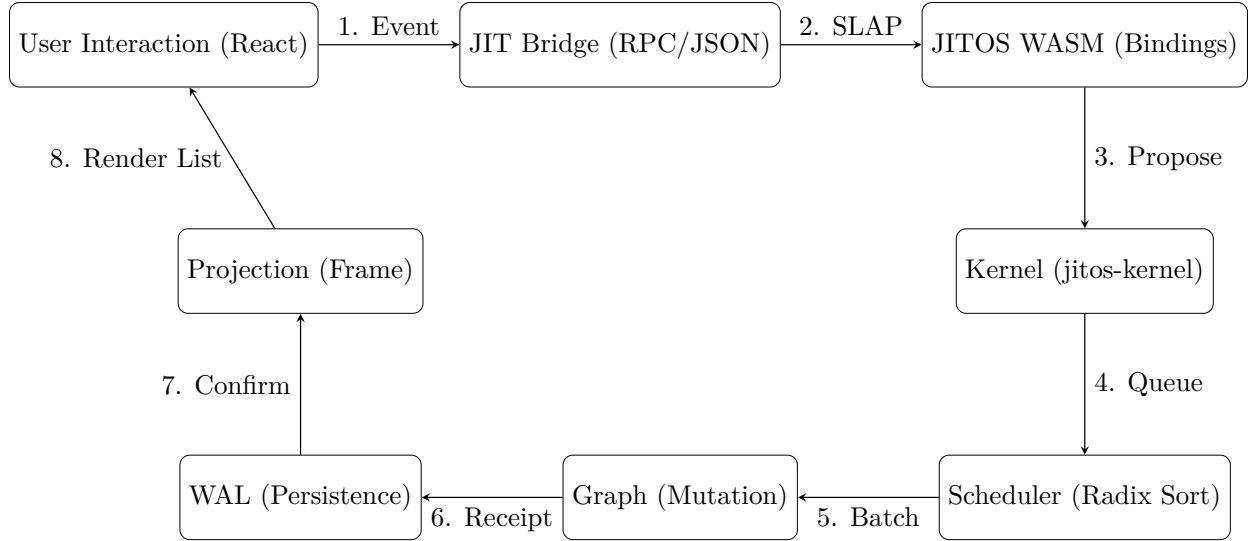 User Interaction (React)
1. Event
JIT Bridge (RPC/JSON)
2. SLAP
JITOS WASM (Bindings)
3. Propose
Kernel (jitos-kernel)
4. Queue
Scheduler (Radix Sort)
5. Batch
Graph (Mutation)
6. Receipt
WAL (Persistence)
7. Confirm
Projection (Frame)
8. Render List